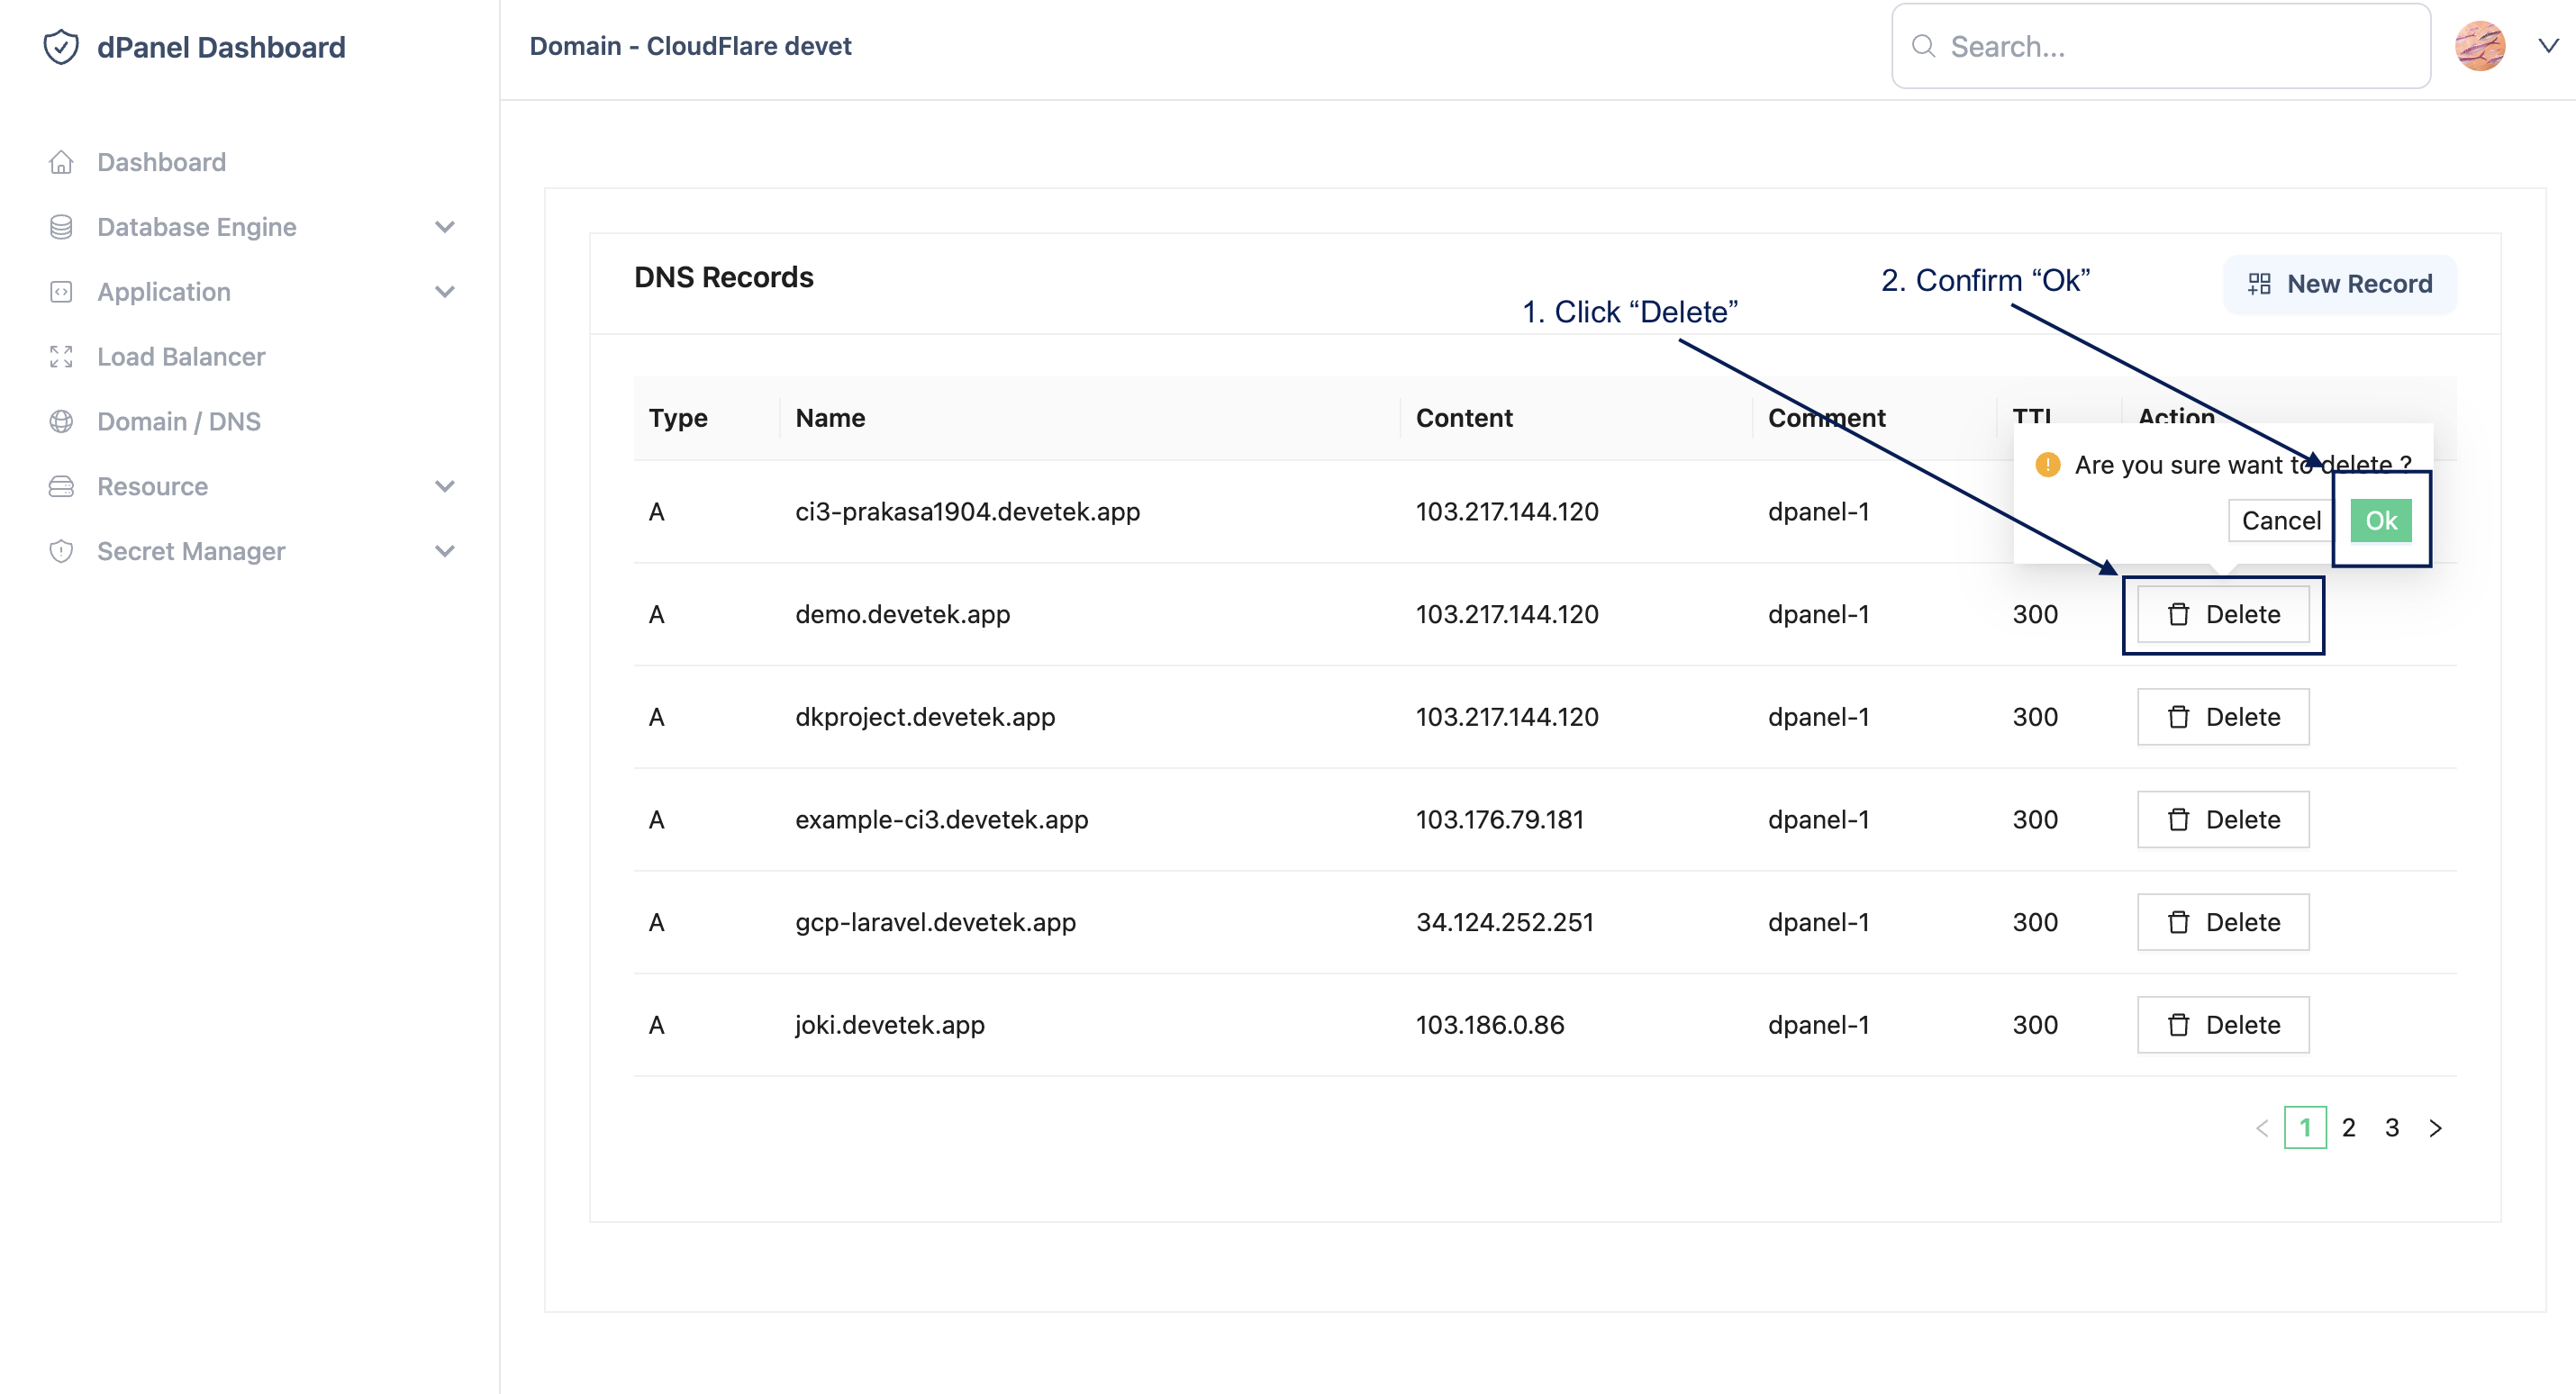 dPanel Dashboard
Domain - CloudFlare devet
Search...
Dashboard
Database Engine
Application
Load Balancer
Domain / DNS
Resource
Secret Manager
DNS Records
1. Click “Delete”
2. Confirm “Ok”
New Record
Type Name Content Comment TTL Action
Are you sure want to delete ?
Cancel Ok
A ci3-prakasa1904.devetek.app 103.217.144.120 dpanel-1
A demo.devetek.app 103.217.144.120 dpanel-1 300 Delete
A dkproject.devetek.app 103.217.144.120 dpanel-1 300 Delete
A example-ci3.devetek.app 103.176.79.181 dpanel-1 300 Delete
A gcp-laravel.devetek.app 34.124.252.251 dpanel-1 300 Delete
A joki.devetek.app 103.186.0.86 dpanel-1 300 Delete
1 2 3